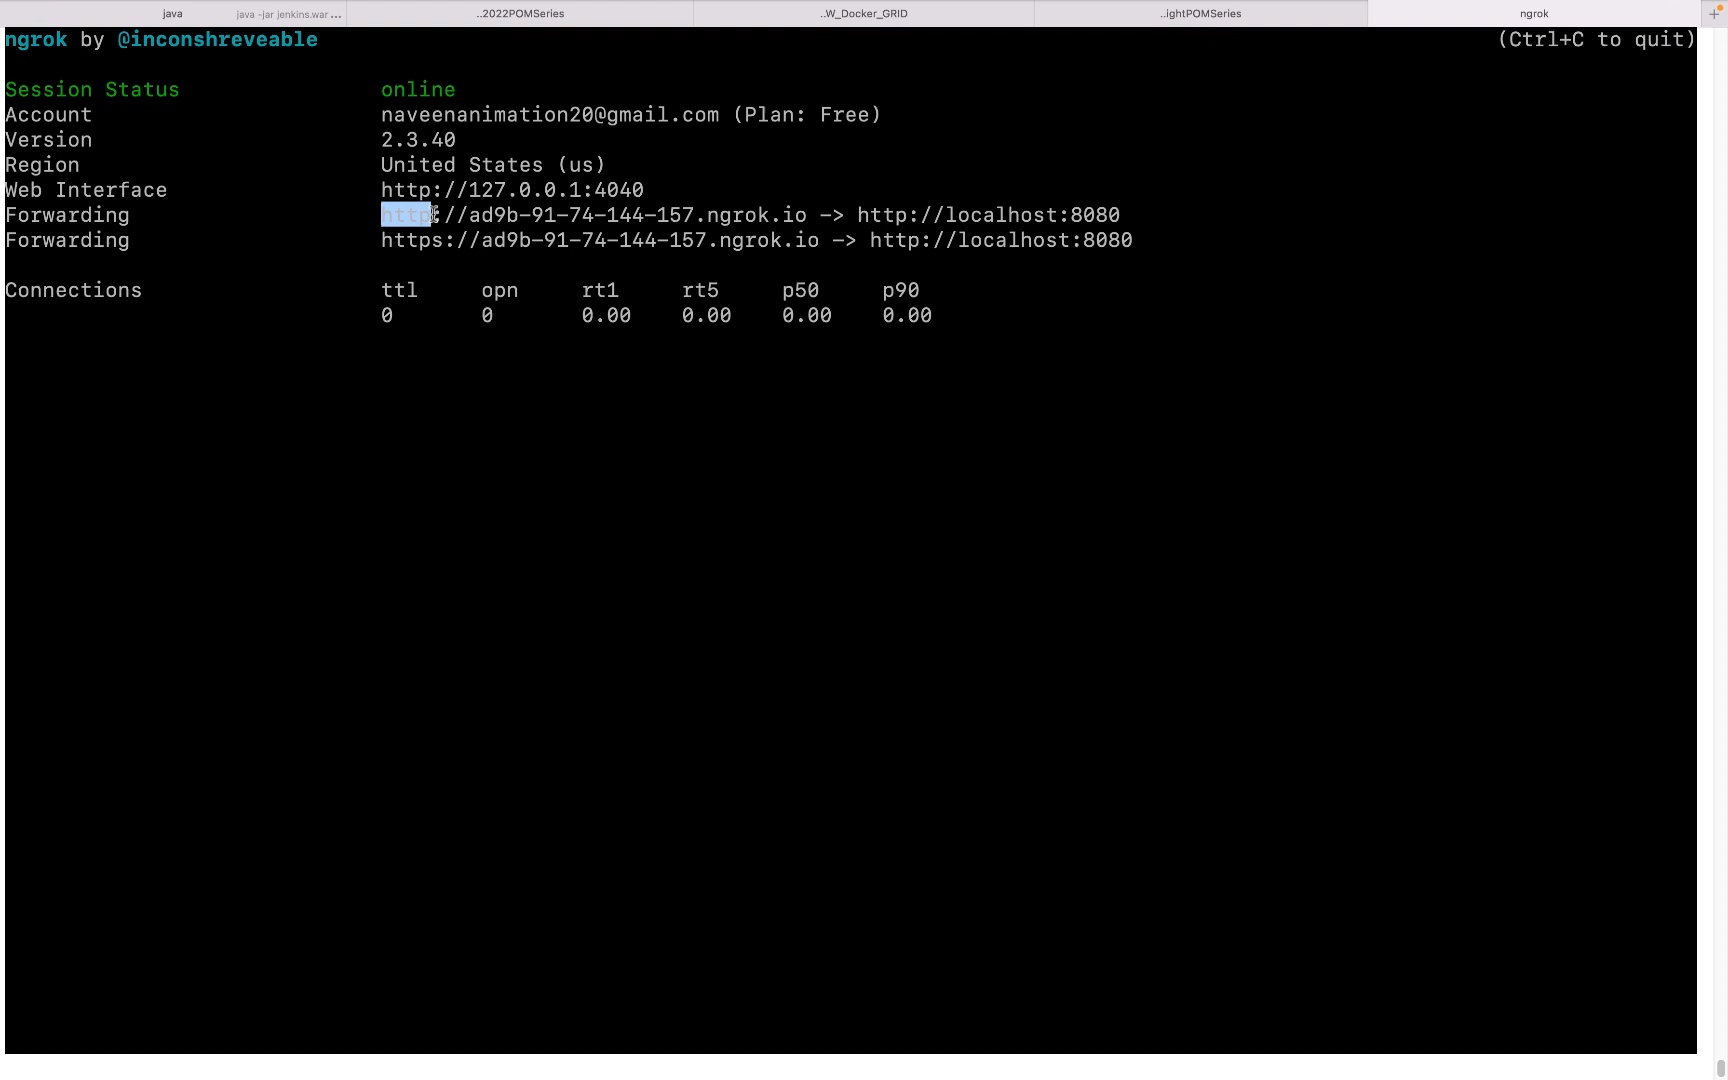 java java -jar jenkins.war ... ..2022POMSeries ..W_Docker_GRID ..ightPOMSeries ngrok +
ngrok by @inconshreveable (Ctrl+C to quit)
Session Status online
Account naveenanimation20@gmail.com (Plan: Free)
Version 2.3.40
Region United States (us)
Web Interface http://127.0.0.1:4040
Forwarding http://ad9b-91-74-144-157.ngrok.io -> http://localhost:8080
Forwarding https://ad9b-91-74-144-157.ngrok.io -> http://localhost:8080
Connections ttl opn rt1 rt5 p50 p90
0 0 0.00 0.00 0.00 0.00